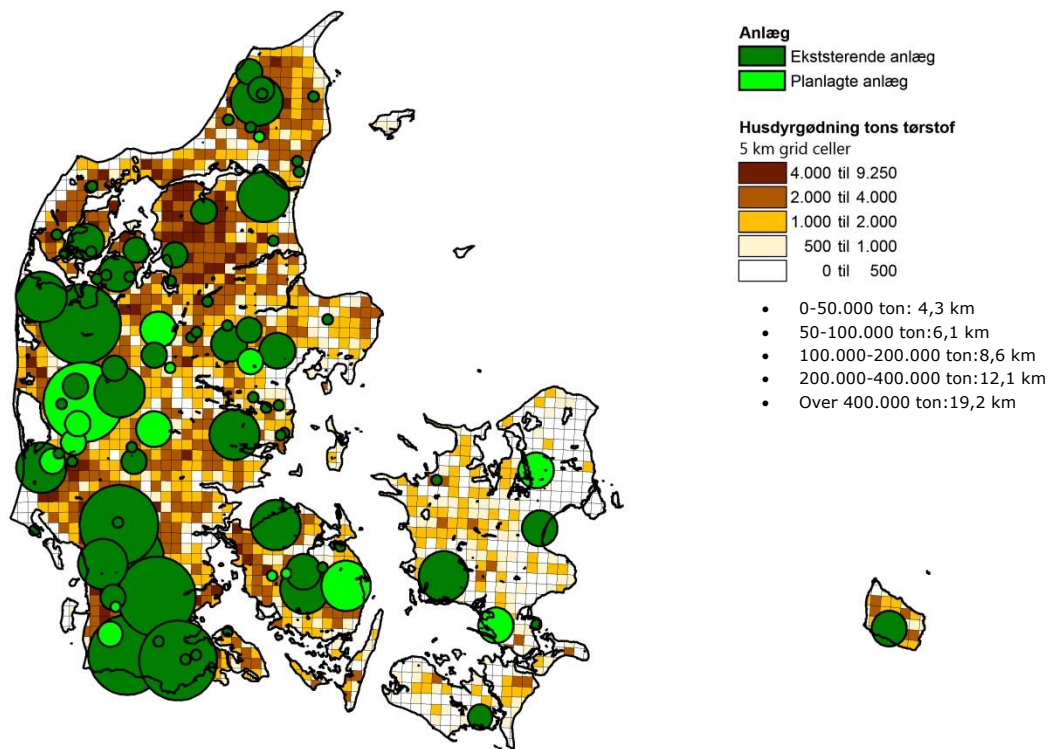 Anlæg
Ekststerende anlæg
Planlagte anlæg
Husdyrgødning tons tørstof
5 km grid celler
4.000 til 9.250
2.000 til 4.000
1.000 til 2.000
500 til 1.000
0 til 500
• 0-50.000 ton: 4,3 km
• 50-100.000 ton:6,1 km
• 100.000-200.000 ton:8,6 km
• 200.000-400.000 ton:12,1 km
• Over 400.000 ton:19,2 km